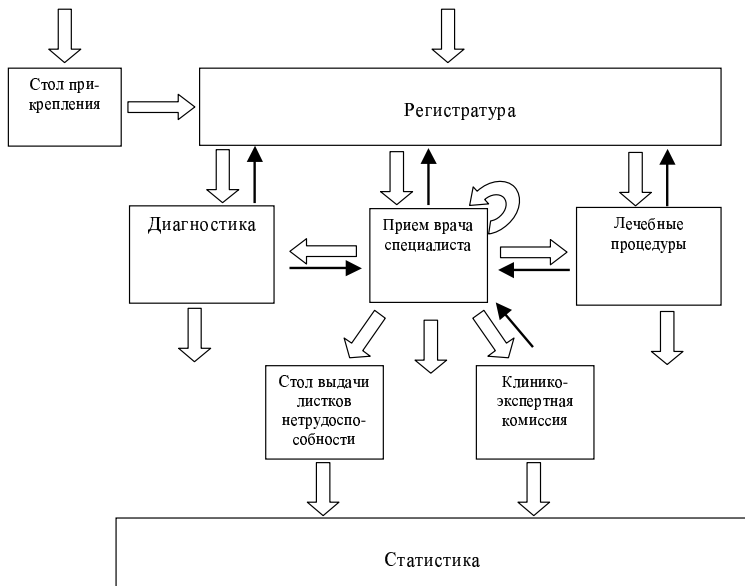 Стол при-
крепления
Регистратура
Диагностика
Прием врача
специалиста
Лечебные
процедуры
Стол выдачи
листков
нетрудоспо-
собности
Клинико-
экспертная
комиссия
Статистика